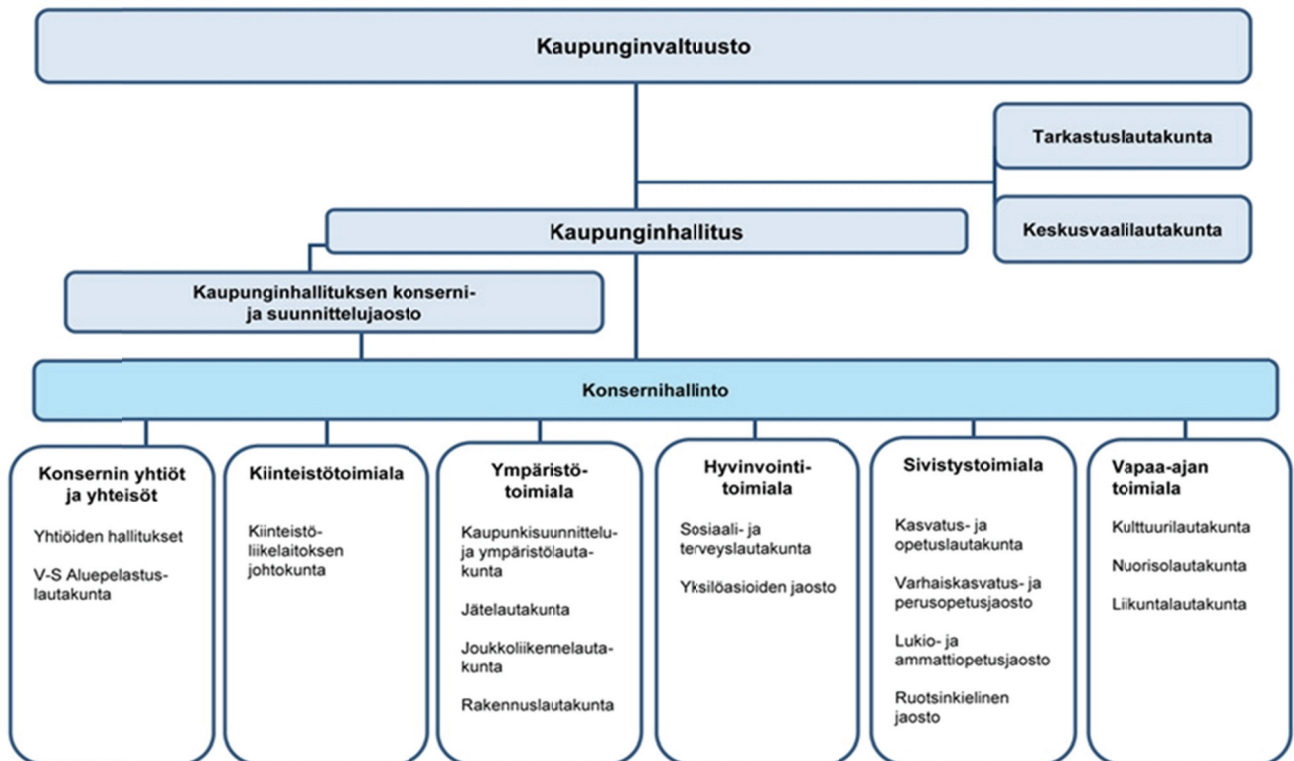 Kaupunginvaltuusto
Tarkastuslautakunta
Keskusvaalilautakunta
Kaupunginhallitus
Kaupunginhallituksen konserni-
ja suunnittelujaosto
Konsernihallinto
Konsernin yhtiöt
ja yhteisöt
Yhtiöiden hallitukset
V-S Aluepelastus-
lautakunta
Kiinteistötoimiala
Kiinteistö-
liikelaitoksen
johtokunta
Ympäristö-
toimiala
Kaupunkisuunnittelu-
ja ympäristölauta-
kunta
Jätelautakunta
Joukkoliikennelauta-
kunta
Rakennuslautakunta
Hyvinvointi-
toimiala
Sosiaali- ja
terveyslautakunta
Yksilöasioiden jaosto
Sivistystoimiala
Kasvatus- ja
opetuslautakunta
Varhaiskasvatus- ja
perusopetusjaosto
Lukio- ja
ammattiopetusjaosto
Ruotsinkielinen
jaosto
Vapaa-ajan
toimiala
Kulttuurilautakunta
Nuorisolautakunta
Liikuntalautakunta